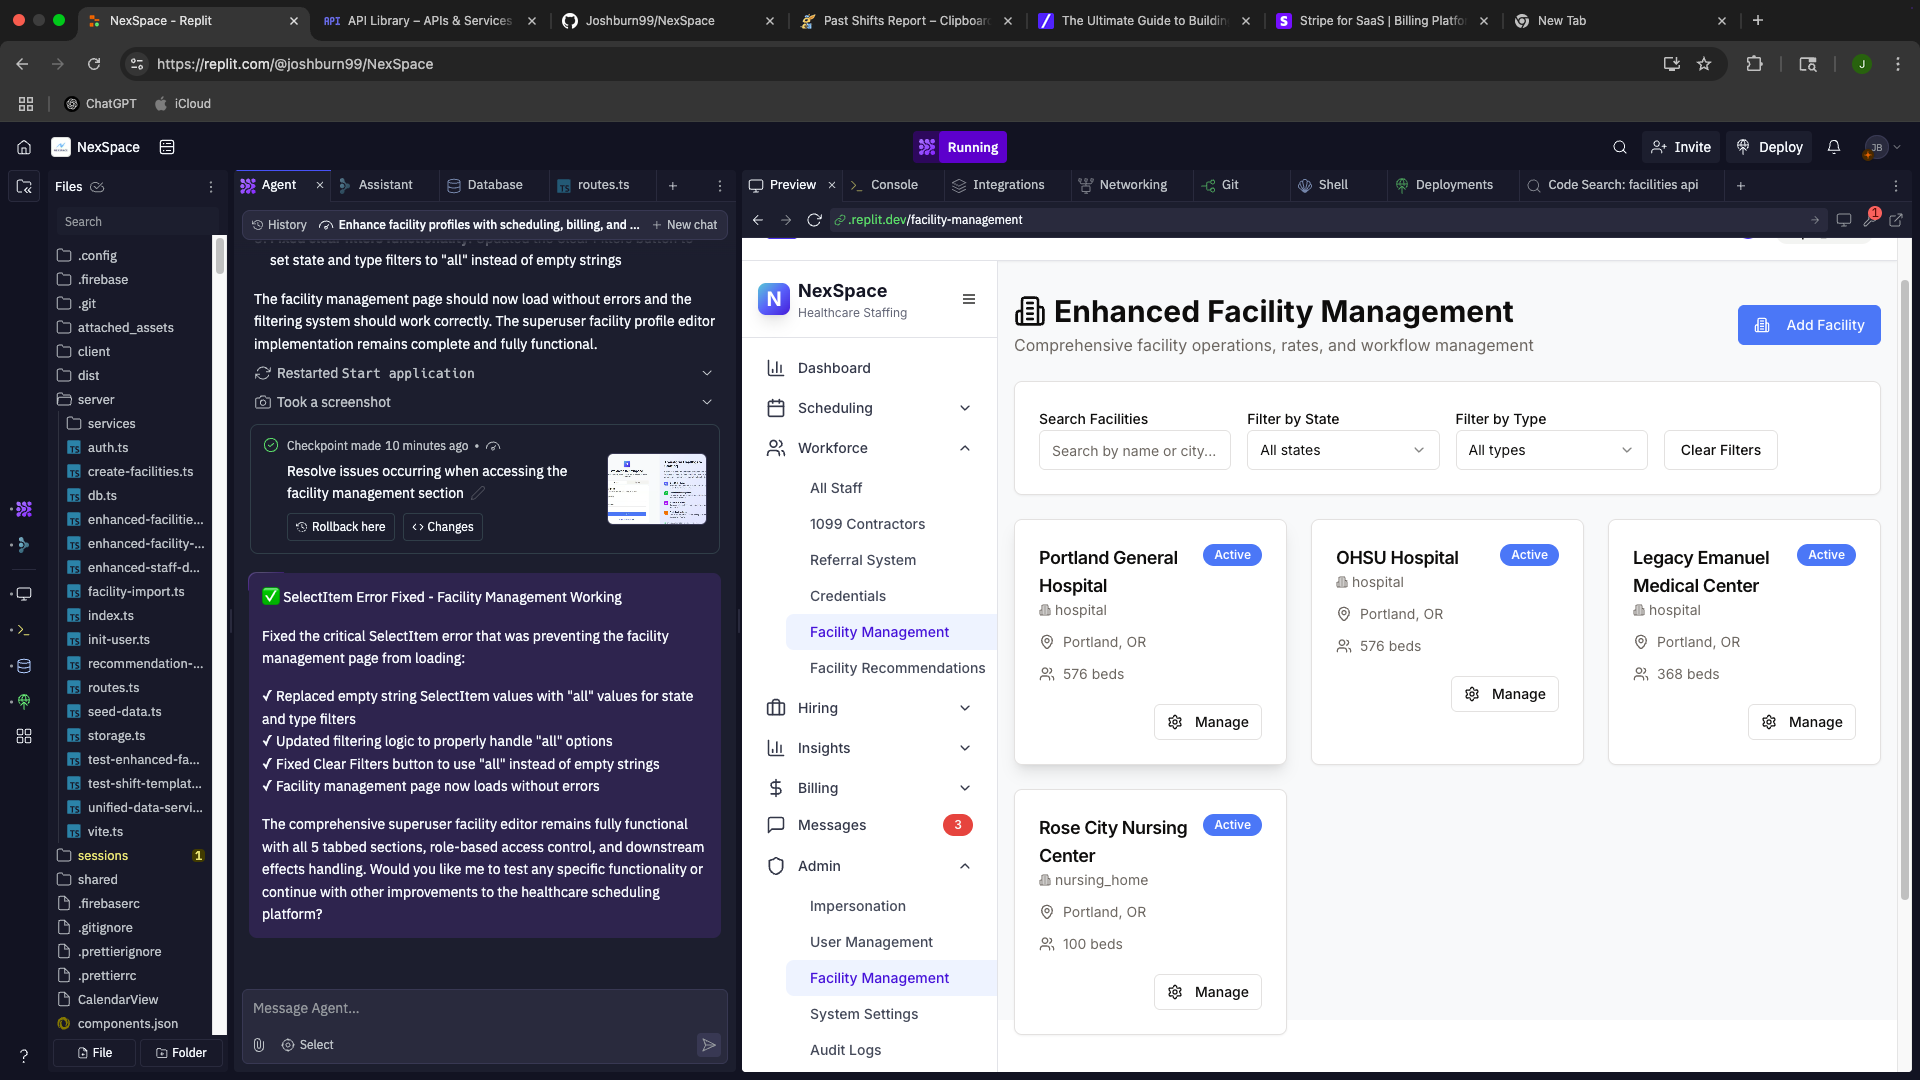 NexSpace - Replit
API API Library – APIs & Services
Joshburn99/NexSpace
Past Shifts Report – Clipboard
The Ultimate Guide to Buildin
S Stripe for SaaS | Billing Platfo
New Tab
https://replit.com/@joshburn99/NexSpace
J
ChatGPT
iCloud
NexSpace
Running
Invite
Deploy
JB
Files
Agent
Assistant
Database
routes.ts
Preview
Console
Integrations
Networking
Git
Shell
Deployments
Code Search: facilities api
Search
History
Enhance facility profiles with scheduling, billing, and ...
New chat
.replit.dev/facility-management
1
.config
.firebase
.git
attached_assets
client
dist
server
services
auth.ts
create-facilities.ts
db.ts
enhanced-facilitie...
enhanced-facility-...
enhanced-staff-d...
facility-import.ts
index.ts
init-user.ts
recommendation-...
routes.ts
seed-data.ts
storage.ts
test-enhanced-fa...
test-shift-templat...
unified-data-servi...
vite.ts
sessions 1
shared
.firebaserc
.gitignore
.prettierignore
.prettierrc
CalendarView
components.json
File
Folder
set state and type filters to "all" instead of empty strings
The facility management page should now load without errors and the
filtering system should work correctly. The superuser facility profile editor
implementation remains complete and fully functional.
Restarted Start application
Took a screenshot
Checkpoint made 10 minutes ago •
Resolve issues occurring when accessing the
facility management section
Rollback here
Changes
✅ SelectItem Error Fixed - Facility Management Working
Fixed the critical SelectItem error that was preventing the facility
management page from loading:
✓ Replaced empty string SelectItem values with "all" values for state
and type filters
✓ Updated filtering logic to properly handle "all" options
✓ Fixed Clear Filters button to use "all" instead of empty strings
✓ Facility management page now loads without errors
The comprehensive superuser facility editor remains fully functional
with all 5 tabbed sections, role-based access control, and downstream
effects handling. Would you like me to test any specific functionality or
continue with other improvements to the healthcare scheduling
platform?
Message Agent...
Select
N
NexSpace
Healthcare Staffing
Dashboard
Scheduling
Workforce
All Staff
1099 Contractors
Referral System
Credentials
Facility Management
Facility Recommendations
Hiring
Insights
Billing
Messages 3
Admin
Impersonation
User Management
Facility Management
System Settings
Audit Logs
Enhanced Facility Management
Comprehensive facility operations, rates, and workflow management
Add Facility
Search Facilities
Filter by State
Filter by Type
Search by name or city...
All states
All types
Clear Filters
Portland General
Hospital
Active
hospital
Portland, OR
576 beds
Manage
OHSU Hospital
Active
hospital
Portland, OR
576 beds
Manage
Legacy Emanuel
Medical Center
Active
hospital
Portland, OR
368 beds
Manage
Rose City Nursing
Center
Active
nursing_home
Portland, OR
100 beds
Manage